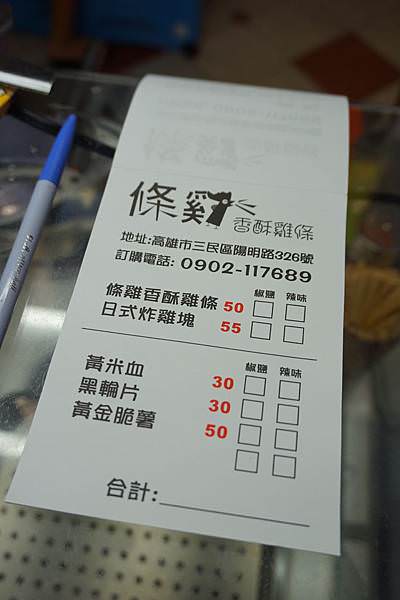 條雞
香酥雞條
地址:高雄市三民區陽明路326號
訂購電話: 0902-117689
椒鹽 辣味
條雞香酥雞條 50
日式炸雞塊 55
椒鹽 辣味
黃米血 30
黑輪片 30
黃金脆薯 50
合計: